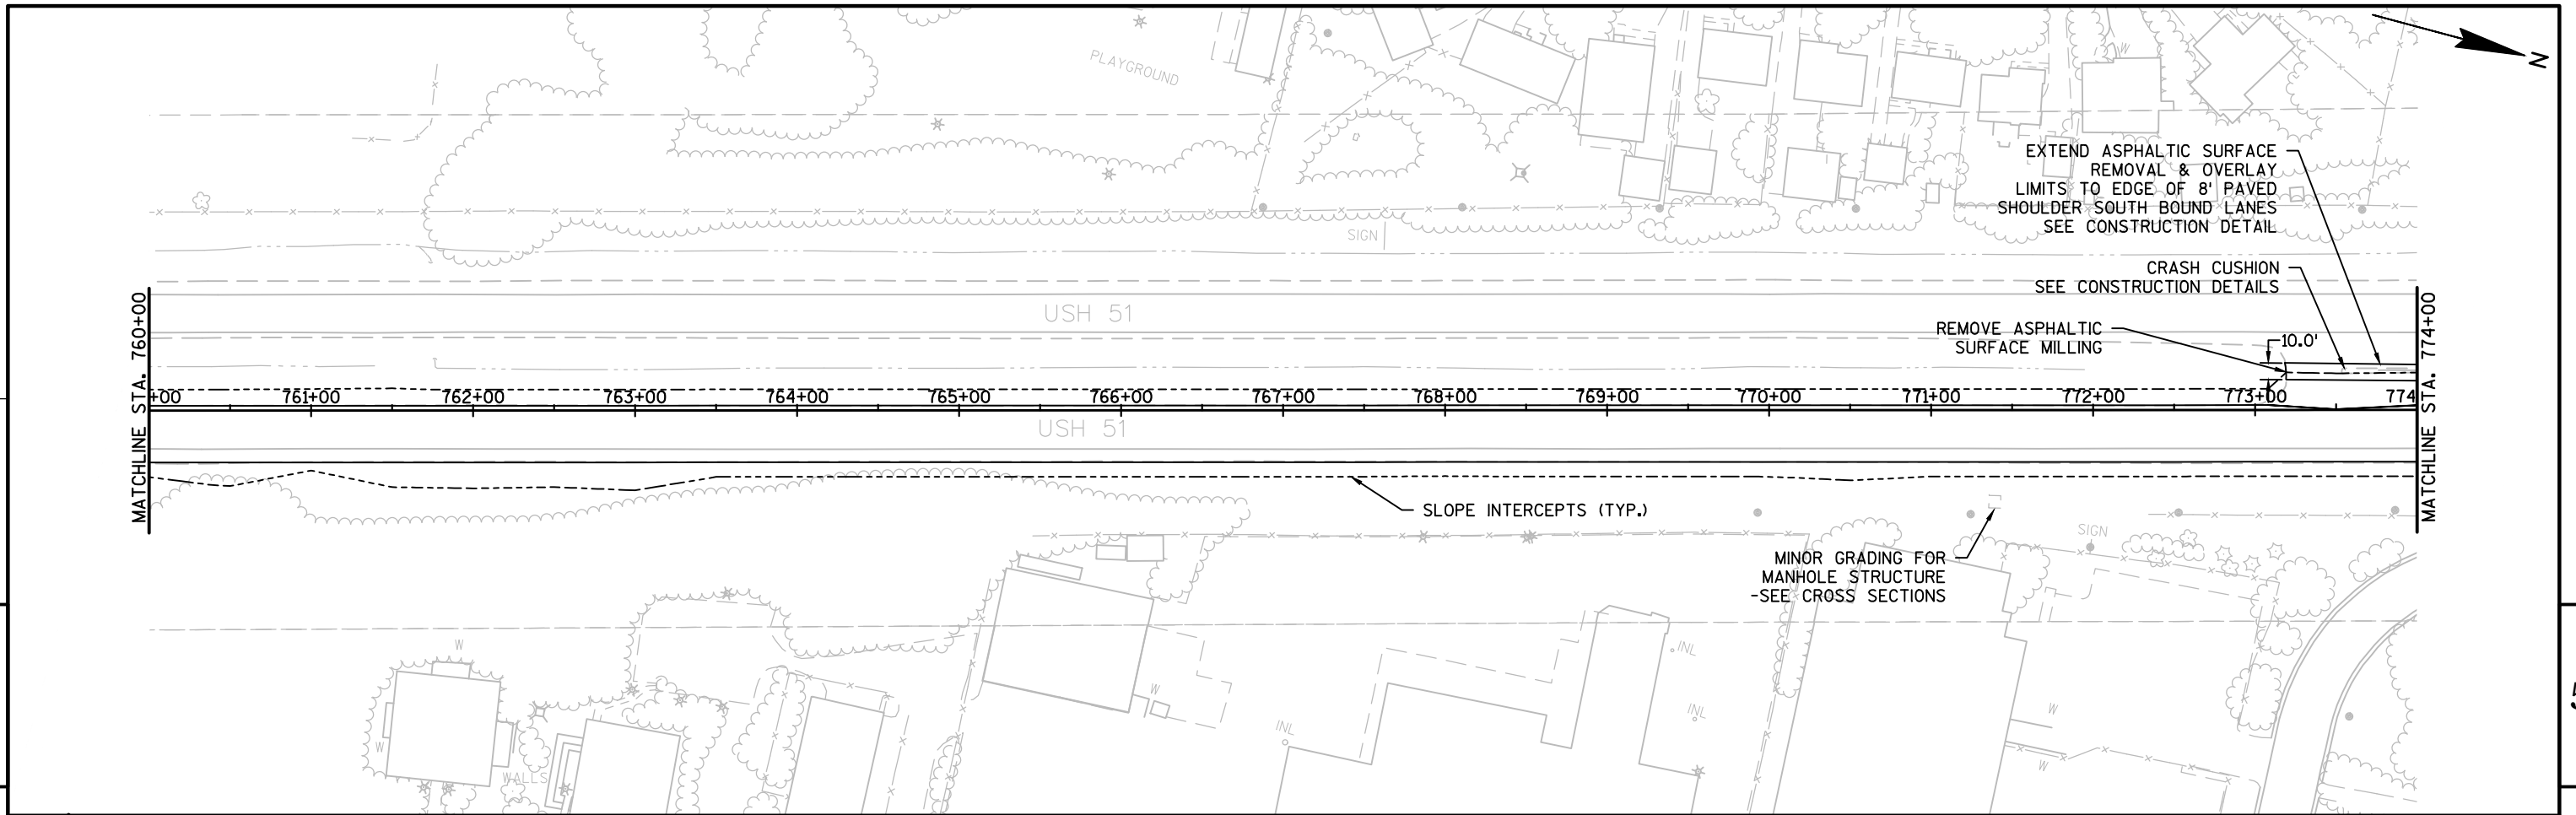 N
PLAYGROUND
W
EXTEND ASPHALTIC SURFACE
REMOVAL & OVERLAY
LIMITS TO EDGE OF 8' PAVED
SHOULDER SOUTH BOUND LANES
SEE CONSTRUCTION DETAIL
SIGN
CRASH CUSHION
SEE CONSTRUCTION DETAILS
USH 51
REMOVE ASPHALTIC
SURFACE MILLING
10.0'
MATCHLINE STA. 760+00
MATCHLINE STA. 774+00
+00 761+00 762+00 763+00 764+00 765+00 766+00 767+00 768+00 769+00 770+00 771+00 772+00 773+00 774
USH 51
SLOPE INTERCEPTS (TYP.)
SIGN
MINOR GRADING FOR
MANHOLE STRUCTURE
-SEE CROSS SECTIONS
W
INL
W
INL
W
INL
W
WALLS
W
5